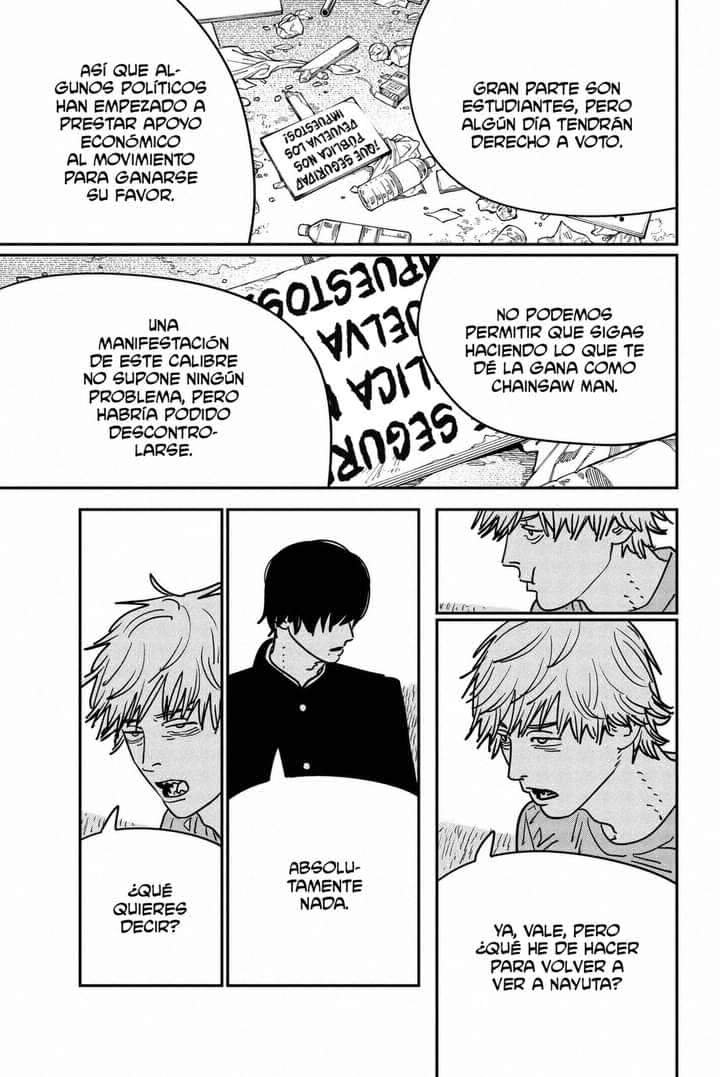 GRAN PARTE SON
ESTUDIANTES, PERO
ALGÚN DÍA TENDRÁN
DERECHO A VOTO.
ASÍ QUE AL-
GUNOS POLÍTICOS
HAN EMPEZADO A
PRESTAR APOYO
ECONÓMICO
AL MOVIMIENTO
PARA GANARSE
SU FAVOR.
¡QUE SEGURIDAD
PÚBLICA NOS
DEVUELVA LOS
IMPUESTOS!
NO PODEMOS
PERMITIR QUE SIGAS
HACIENDO LO QUE TE
DÉ LA GANA COMO
CHAINSAW MAN.
UNA
MANIFESTACIÓN
DE ESTE CALIBRE
NO SUPONE NINGÚN
PROBLEMA, PERO
HABRÍA PODIDO
DESCONTRO-
LARSE.
E SEGUR
LICA N
UELVA
MPUESTOS!
YA, VALE, PERO
¿QUÉ HE DE HACER
PARA VOLVER A
VER A NAYUTA?
ABSOLU-
TAMENTE
NADA.
¿QUÉ
QUIERES
DECIR?